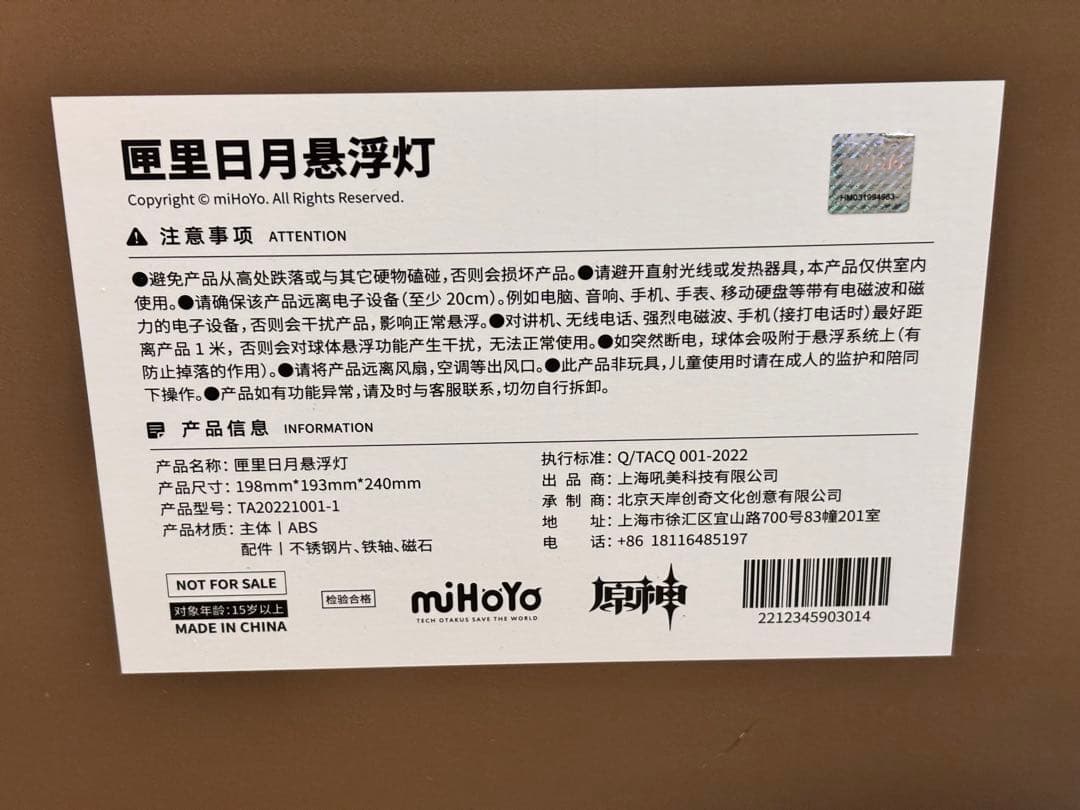 匣里日月悬浮灯
Copyright © miHoYo. All Rights Reserved.
注意事项 ATTENTION
●避免产品从高处跌落或与其它硬物磕碰，否则会损坏产品。●请避开直射光线或发热器具，本产品仅供室内
使用。●请确保该产品远离电子设备（至少 20cm）。例如电脑、音响、手机、手表、移动硬盘等带有电磁波和磁
力的电子设备，否则会干扰产品，影响正常悬浮。●对讲机、无线电话、强烈电磁波、手机（接打电话时）最好距
离产品 1 米，否则会对球体悬浮功能产生干扰，无法正常使用。●如突然断电，球体会吸附于悬浮系统上（有
防止掉落的作用）。●请将产品远离风扇，空调等出风口。●此产品非玩具，儿童使用时请在成人的监护和陪同
下操作。●产品如有功能异常，请及时与客服联系，切勿自行拆卸。
产品信息 INFORMATION
产品名称：匣里日月悬浮灯
产品尺寸：198mm*193mm*240mm
产品型号：TA20221001-1
产品材质：主体丨ABS
配件丨不锈钢片、铁轴、磁石
执行标准：Q/TACQ 001-2022
出品商：上海吼美科技有限公司
承制商：北京天岸创奇文化创意有限公司
地址：上海市徐汇区宜山路700号83幢201室
电话：+86 18116485197
NOT FOR SALE
对象年龄：15岁以上
MADE IN CHINA
检验合格
miHoYo
TECH OTAKUS SAVE THE WORLD
原神
2212345903014